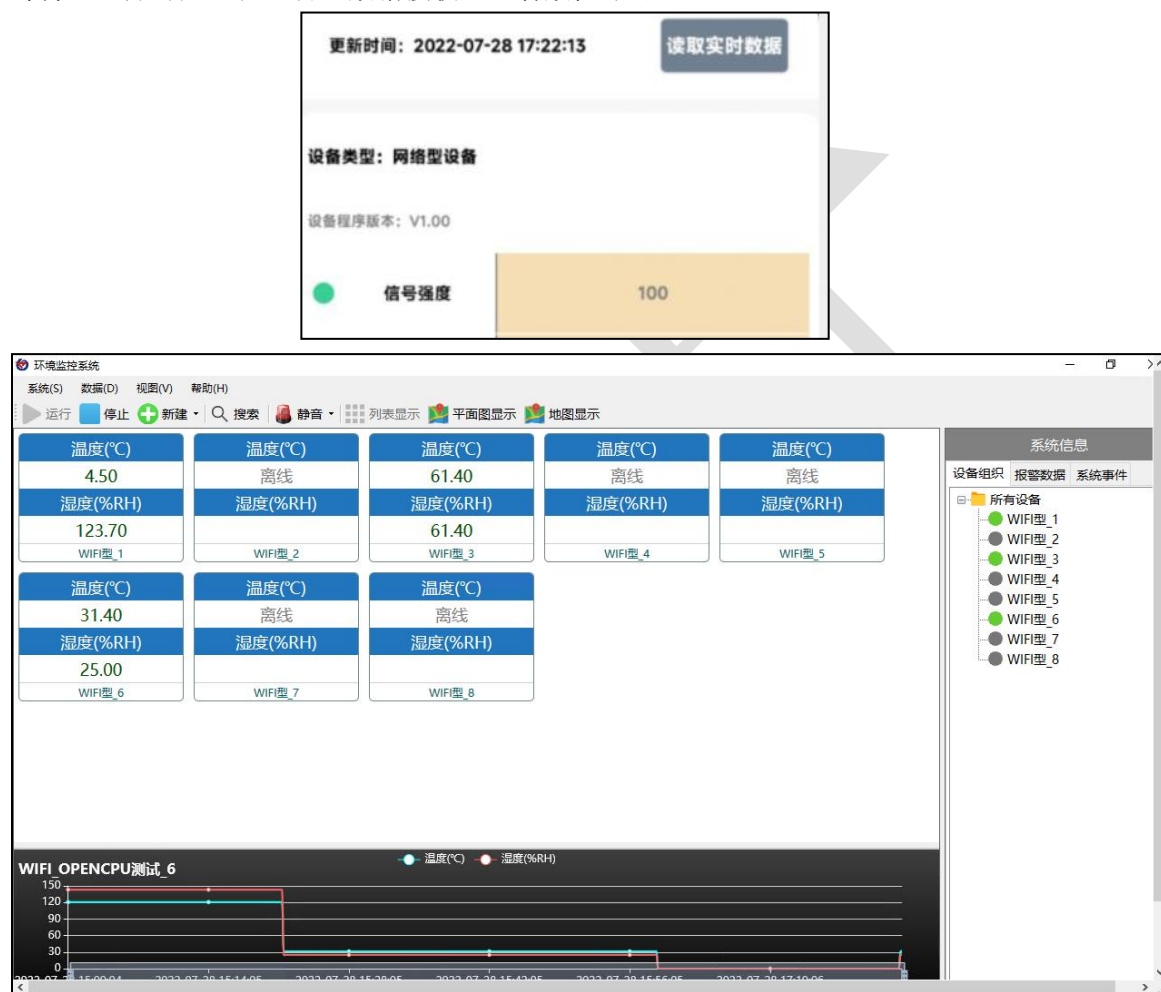 更新时间：2022-07-28 17:22:13 读取实时数据
设备类型：网络型设备
设备程序版本：V1.00
信号强度 100
环境监控系统
系统(S) 数据(D) 视图(V) 帮助(H)
运行 停止 新建 搜索 静音 列表显示 平面图显示 地图显示
温度(℃) 温度(℃) 温度(℃) 温度(℃) 温度(℃)
4.50 离线 61.40 离线 离线
湿度(%RH) 湿度(%RH) 湿度(%RH) 湿度(%RH) 湿度(%RH)
123.70 61.40
WIFI型_1 WIFI型_2 WIFI型_3 WIFI型_4 WIFI型_5
温度(℃) 温度(℃) 温度(℃)
31.40 离线 离线
湿度(%RH) 湿度(%RH) 湿度(%RH)
25.00
WIFI型_6 WIFI型_7 WIFI型_8
系统信息
设备组织 报警数据 系统事件
所有设备
WIFI型_1
WIFI型_2
WIFI型_3
WIFI型_4
WIFI型_5
WIFI型_6
WIFI型_7
WIFI型_8
WIFI_OPENCPU测试_6
温度(℃) 湿度(%RH)
150
120
90
60
30
0